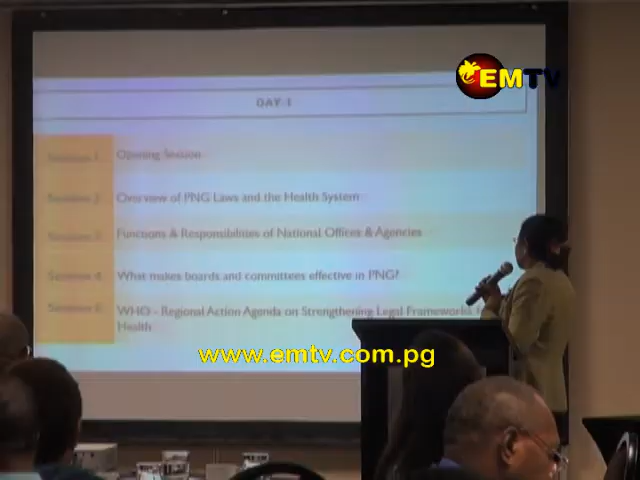 EMTV
DAY 1
Session 1 Opening Session
Session 2 Overview of PNG Laws and the Health System
Session 3 Functions & Responsibilities of National Offices & Agencies
Session 4 What makes boards and committees effective in PNG?
Session 5 WHO - Regional Action Agenda on Strengthening Legal Frameworks
Health
www.emtv.com.pg